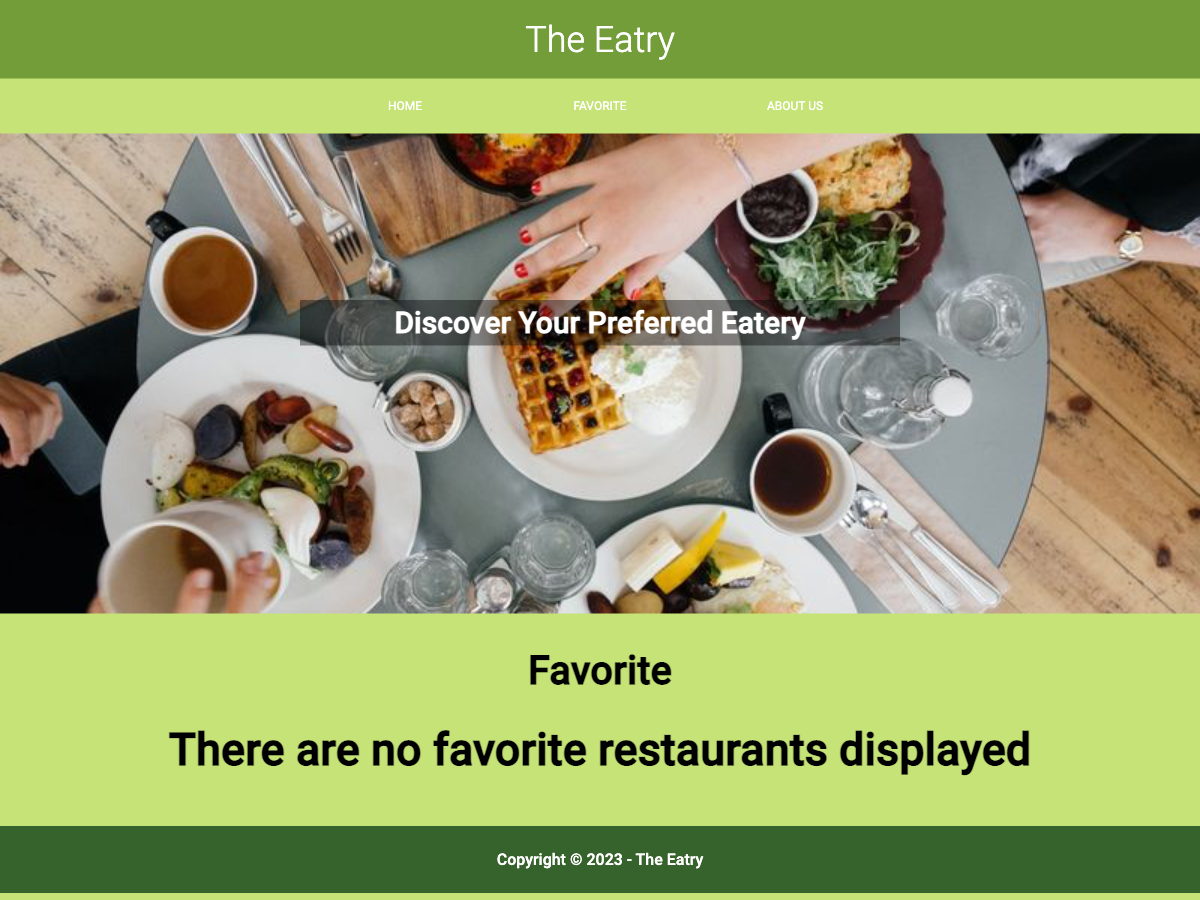 The Eatry
HOME FAVORITE ABOUT US
Discover Your Preferred Eatery
Favorite
There are no favorite restaurants displayed
Copyright © 2023 - The Eatry